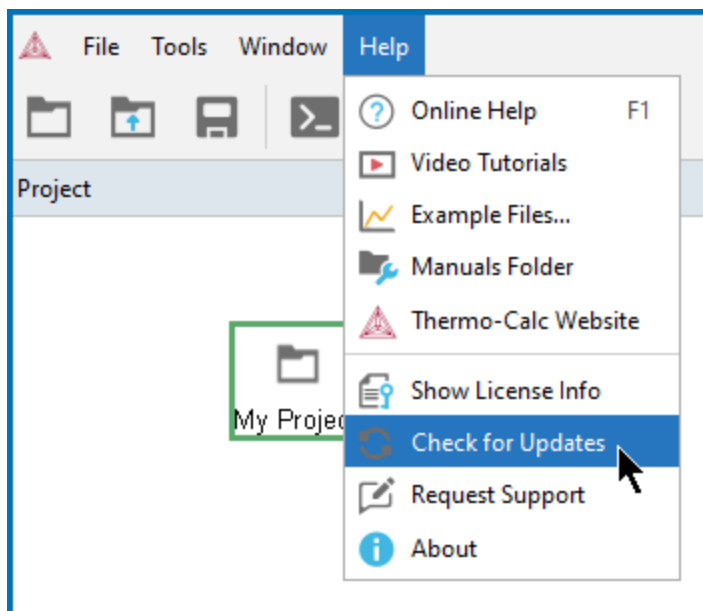 File Tools Window Help
Project
Online Help F1
Video Tutorials
Example Files...
Manuals Folder
Thermo-Calc Website
Show License Info
My Projec
Check for Updates
Request Support
About